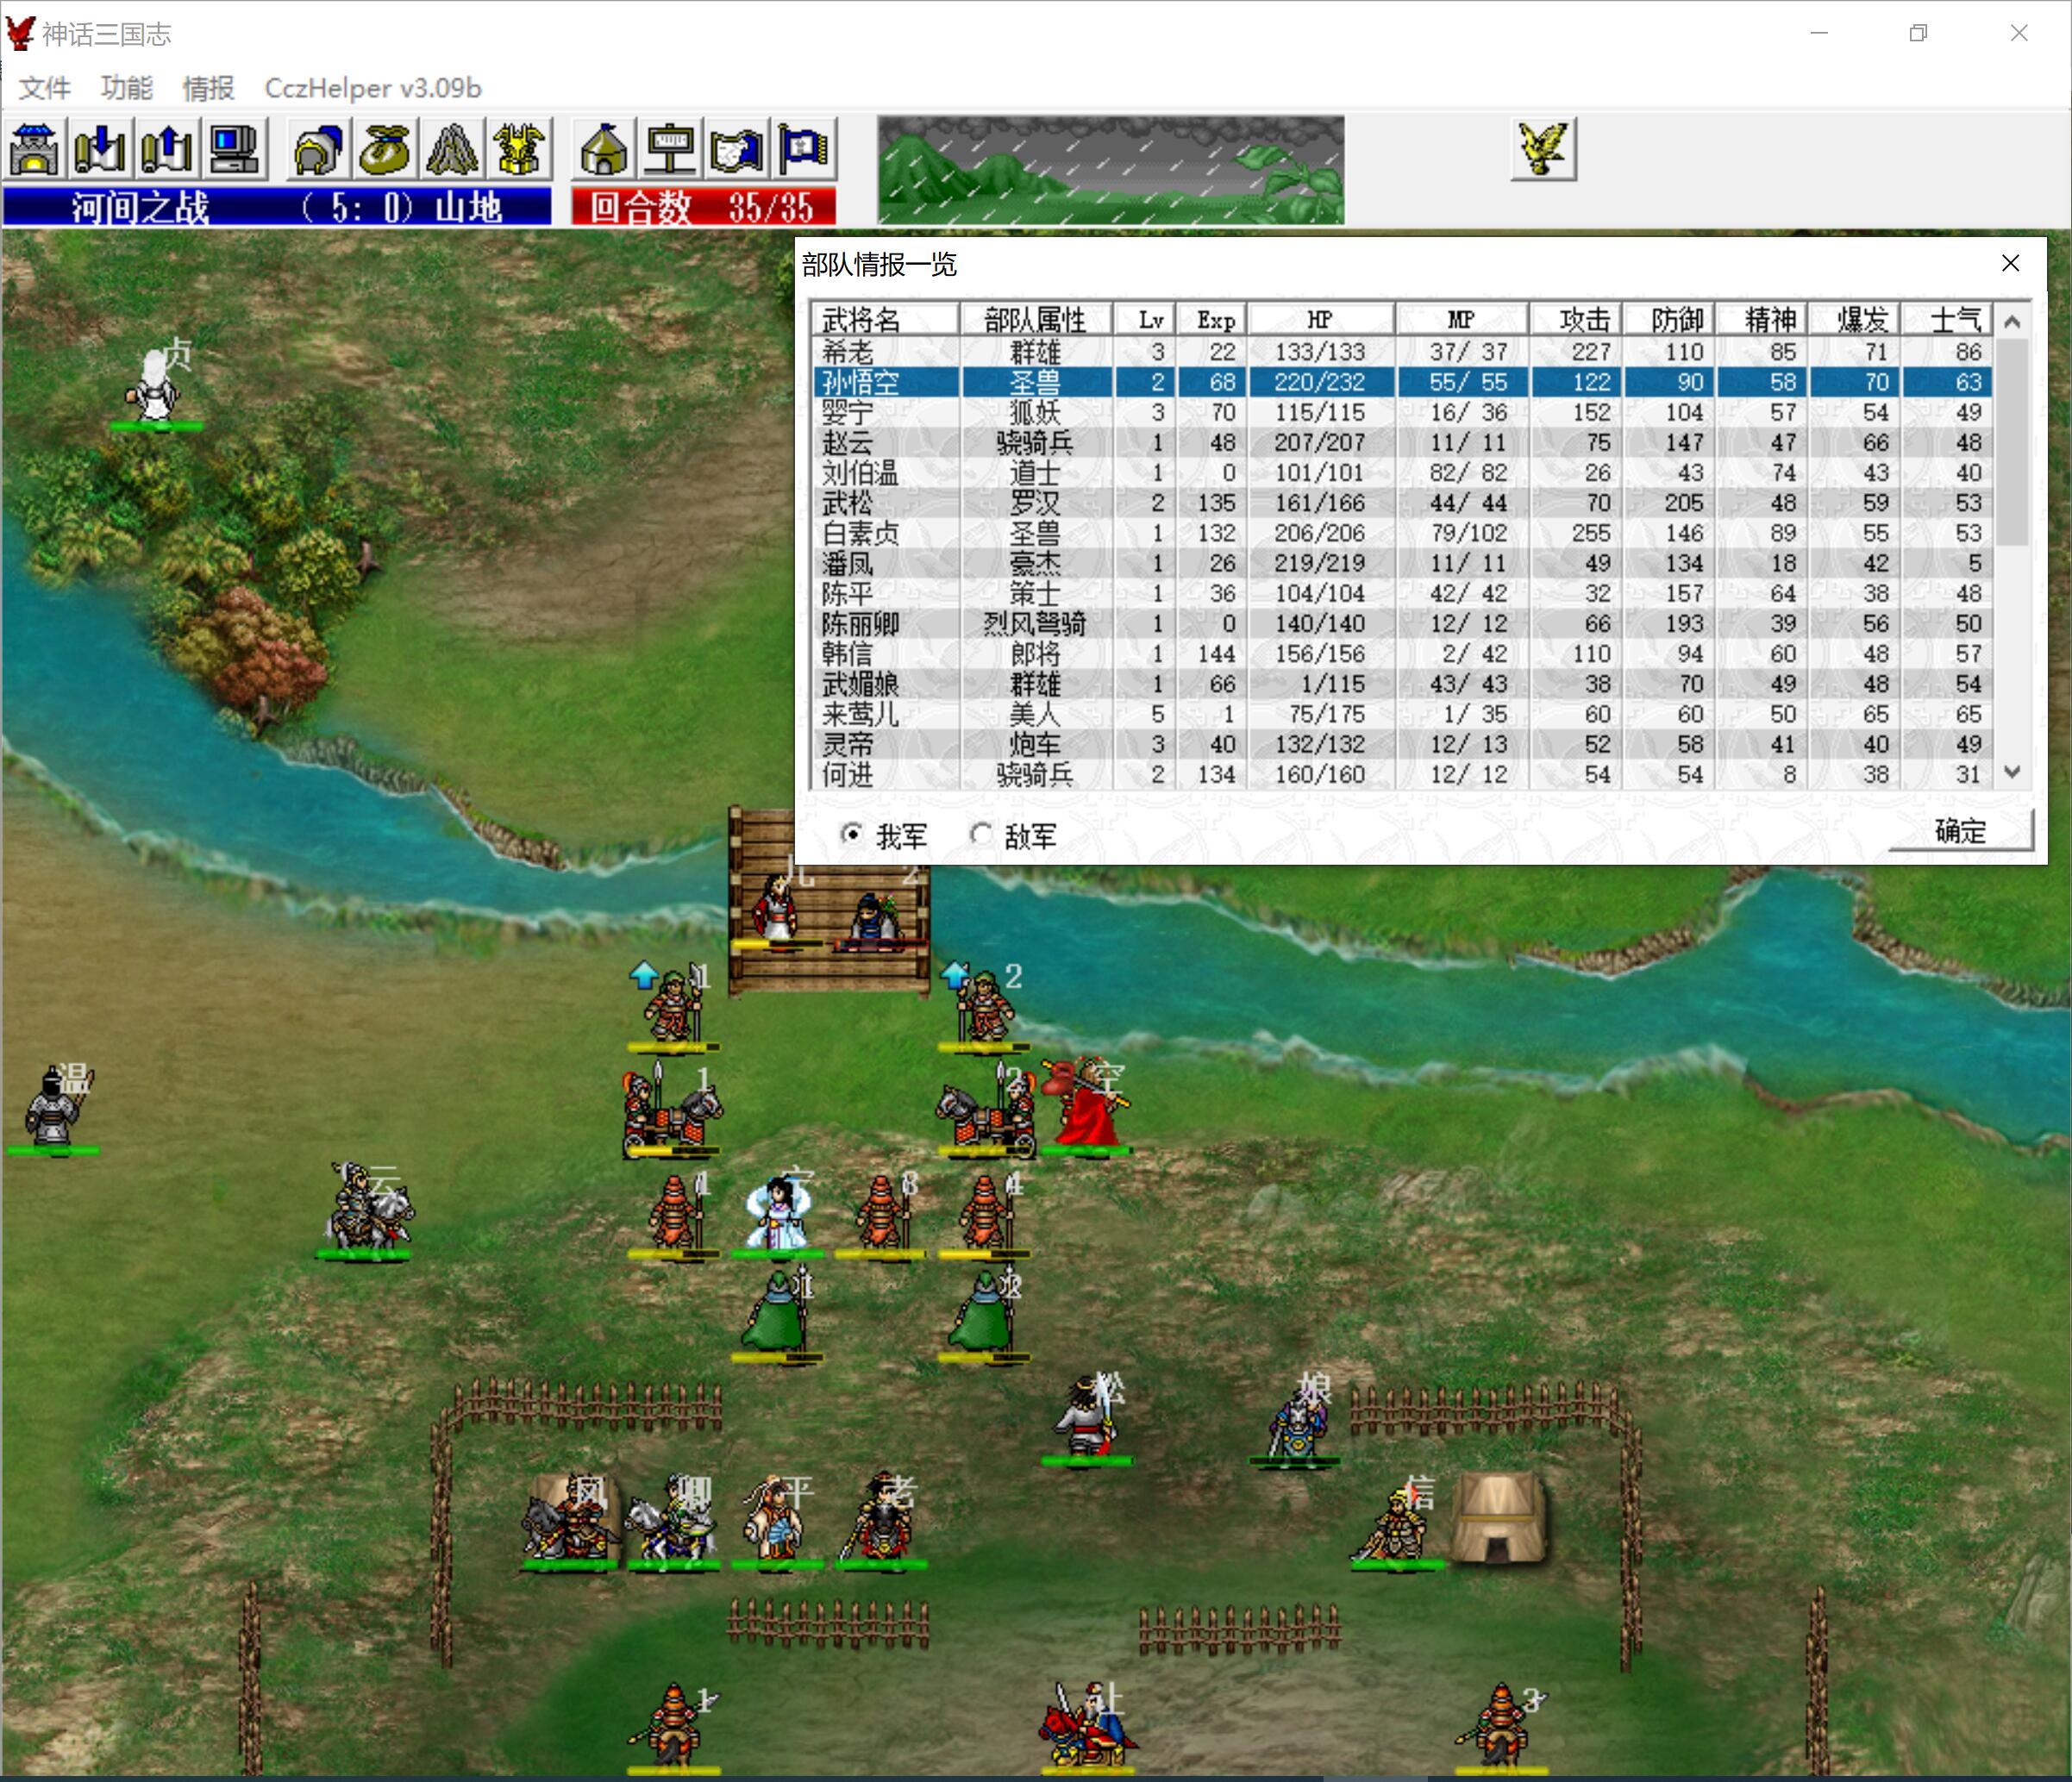 神话三国志
文件 功能 情报 CczHelper v3.09b
河间之战 ( 5: 0) 山地 回合数 35/35
部队情报一览
武将名 部队属性 Lv Exp HP MP 攻击 防御 精神 爆发 士气
希老 群雄 3 22 133/133 37/ 37 227 110 85 71 86
孙悟空 圣兽 2 68 220/232 55/ 55 122 90 58 70 63
婴宁 狐妖 3 70 115/115 16/ 36 152 104 57 54 49
赵云 骁骑兵 1 48 207/207 11/ 11 75 147 47 66 48
刘伯温 道士 1 0 101/101 82/ 82 26 43 74 43 40
武松 罗汉 2 135 161/166 44/ 44 70 205 48 59 53
白素贞 圣兽 1 132 206/206 79/102 255 146 89 55 53
潘凤 豪杰 1 26 219/219 11/ 11 49 134 18 42 5
陈平 策士 1 36 104/104 42/ 42 32 157 64 38 48
陈丽卿 烈风弩骑 1 0 140/140 12/ 12 66 193 39 56 50
韩信 郎将 1 144 156/156 2/ 42 110 94 60 48 57
武媚娘 群雄 1 66 1/115 43/ 43 38 70 49 48 54
来莺儿 美人 5 1 75/175 1/ 35 60 60 50 65 65
灵帝 炮车 3 40 132/132 12/ 13 52 58 41 40 49
何进 骁骑兵 2 134 160/160 12/ 12 54 54 8 38 31
我军 敌军 确定
贞
儿 2
1 2
温 1 2 空
云 1 宁 3 4
1 2
松 娘
凤 卿 平 老 信
1 让 3